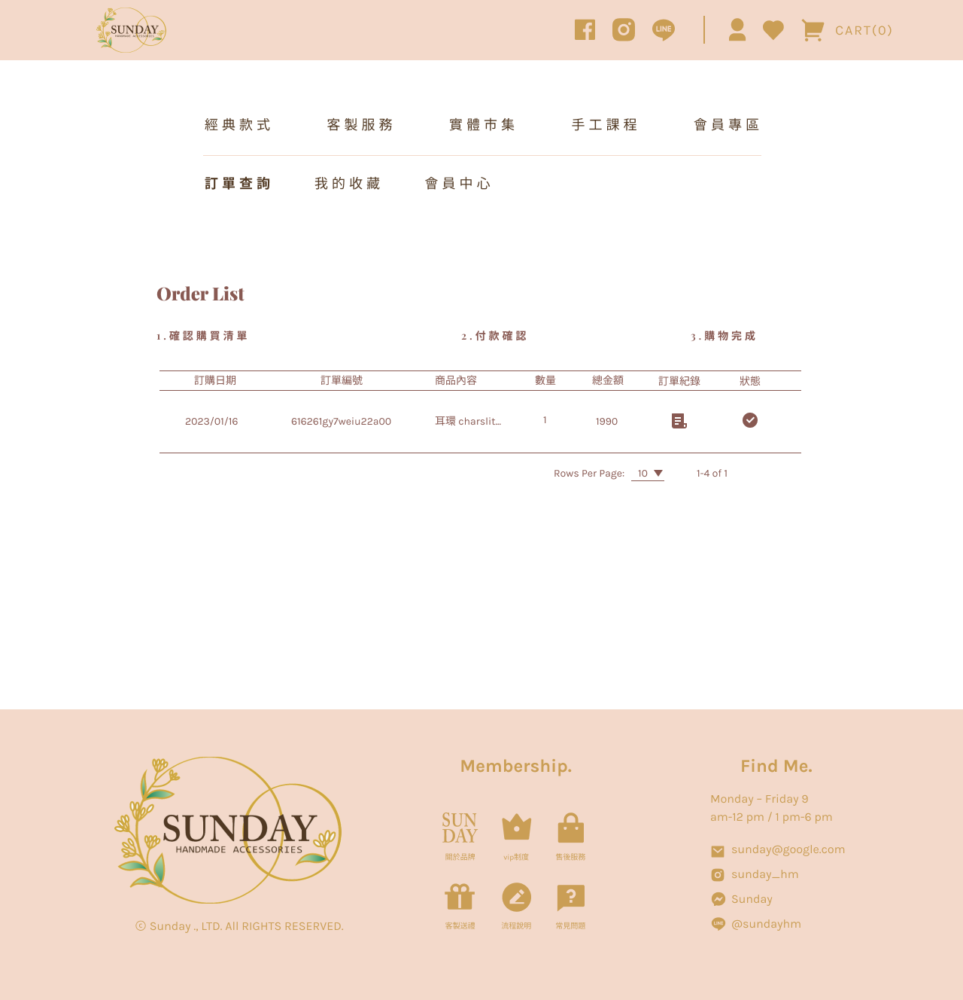 SUNDAY
HANDMADE ACCESSORIES
LINE
CART(0)
經典款式 客製服務 實體市集 手工課程 會員專區
訂單查詢 我的收藏 會員中心
Order List
1.確認購買清單 2.付款確認 3.購物完成
訂購日期 訂單編號 商品內容 數量 總金額 訂單紀錄 狀態
2023/01/16 616261gy7weiu22a00 耳環 charslit... 1 1990
Rows Per Page: 10 1-4 of 1
SUNDAY
HANDMADE ACCESSORIES
ⓒ Sunday ., LTD. All RIGHTS RESERVED.
Membership.
SUN
DAY
關於品牌 vip制度 售後服務
客製送禮 流程說明 常見問題
Find Me.
Monday – Friday 9
am-12 pm / 1 pm-6 pm
sunday@google.com
sunday_hm
Sunday
LINE @sundayhm